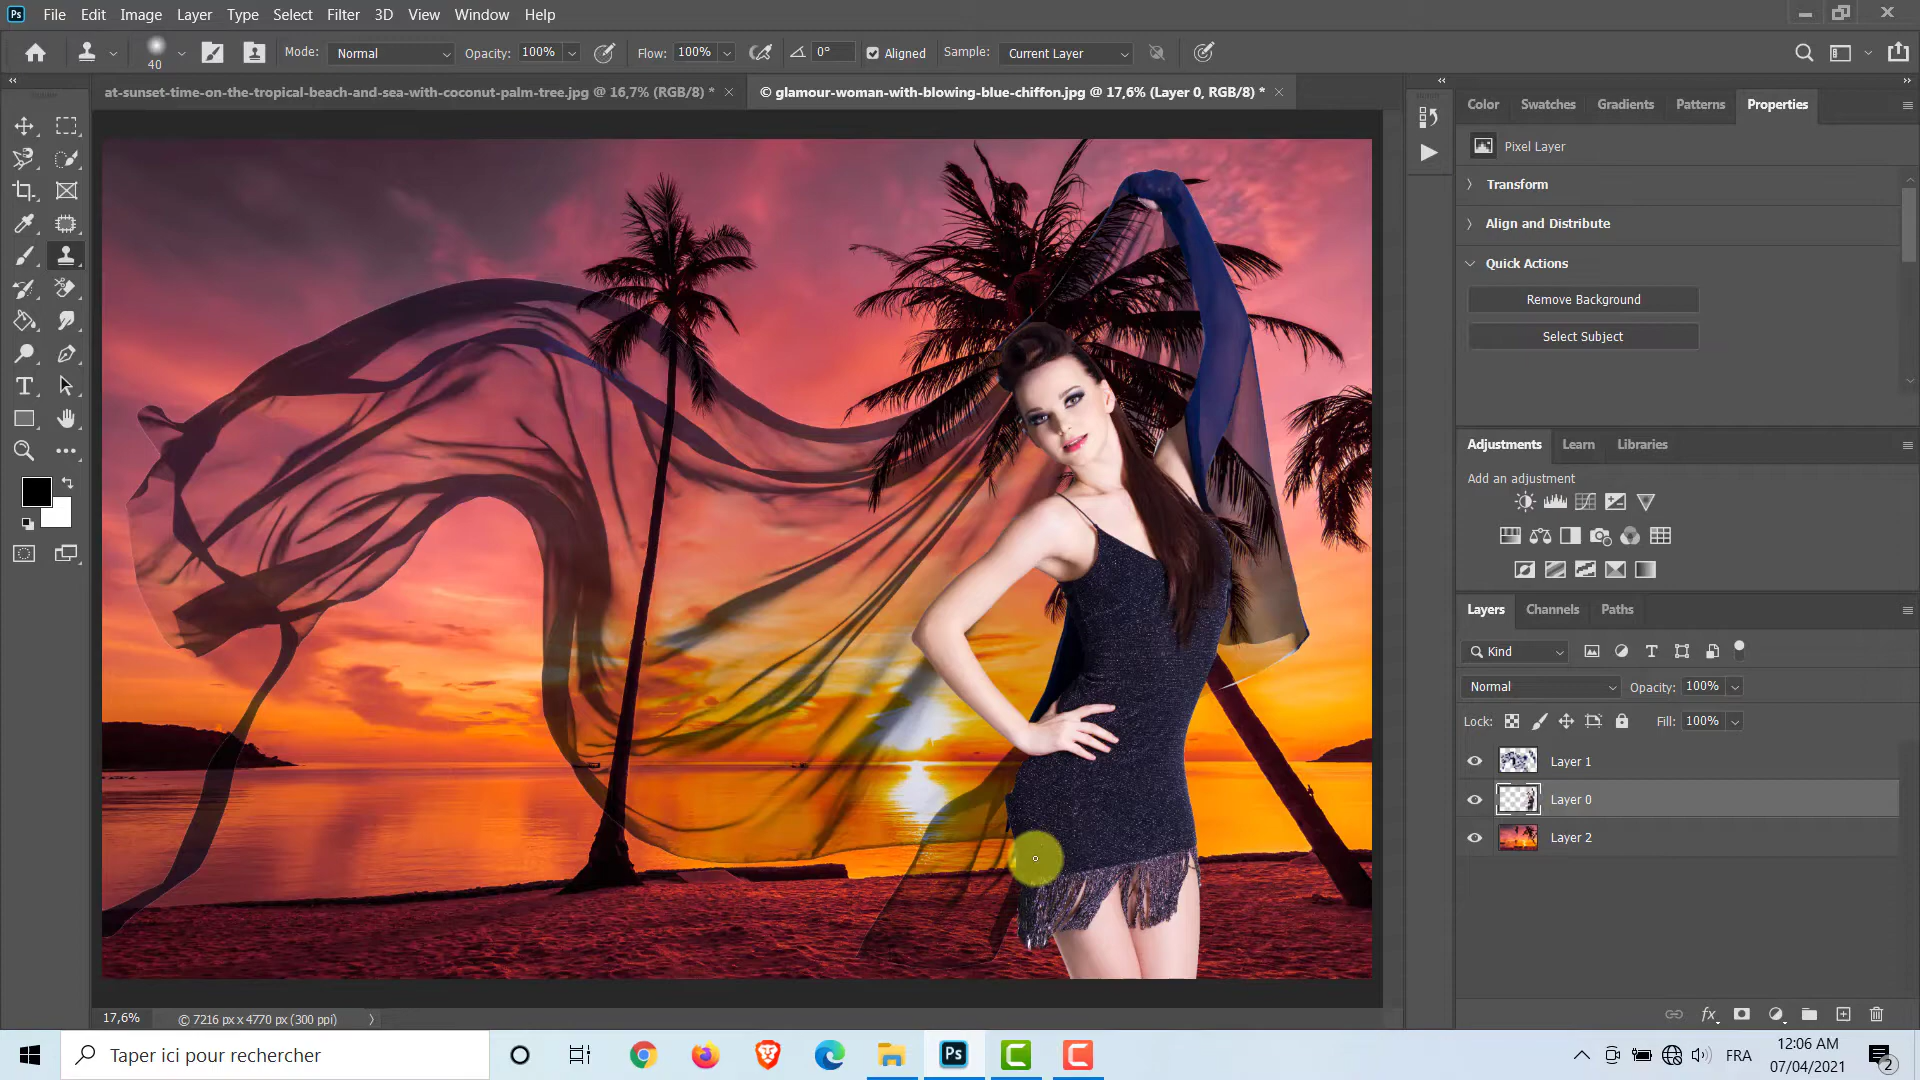 Ps File Edit Image Layer Type Select Filter 3D View Window Help
40 Mode: Normal Opacity: 100% Flow: 100% 0° Aligned Sample: Current Layer
at-sunset-time-on-the-tropical-beach-and-sea-with-coconut-palm-tree.jpg @ 16,7% (RGB/8) * × © glamour-woman-with-blowing-blue-chiffon.jpg @ 17,6% (Layer 0, RGB/8) * ×
Color Swatches Gradients Patterns Properties
Pixel Layer
Transform
Align and Distribute
Quick Actions
Remove Background
Select Subject
Adjustments Learn Libraries
Add an adjustment
Layers Channels Paths
Kind
Normal Opacity: 100%
Lock: Fill: 100%
Layer 1
Layer 0
Layer 2
fx
17,6% © 7216 px x 4770 px (300 ppi)
Taper ici pour rechercher
Ps
FRA
12:06 AM
07/04/2021
2